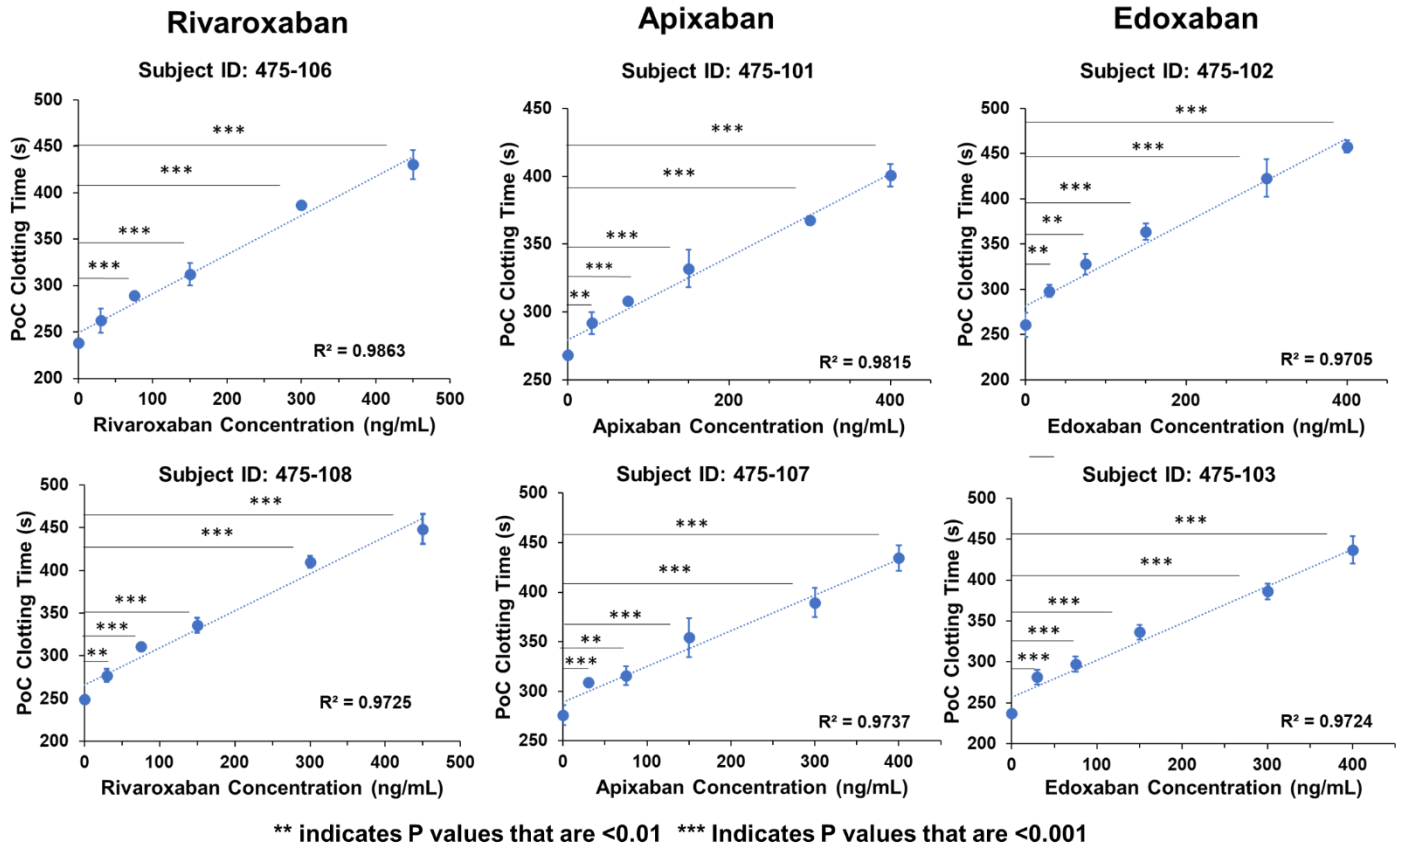 Rivaroxaban
Apixaban
Edoxaban
Subject ID: 475-106
PoC Clotting Time (s)
500
450
400
350
300
250
200
***
***
***
***
R² = 0.9863
0 100 200 300 400 500
Rivaroxaban Concentration (ng/mL)
Subject ID: 475-101
PoC Clotting Time (s)
450
400
350
300
250
***
***
***
***
**
R² = 0.9815
0 200 400
Apixaban Concentration (ng/mL)
Subject ID: 475-102
PoC Clotting Time (s)
500
450
400
350
300
250
200
***
***
***
**
**
R² = 0.9705
0 200 400
Edoxaban Concentration (ng/mL)
Subject ID: 475-108
PoC Clotting Time (s)
500
450
400
350
300
250
200
***
***
***
***
**
R² = 0.9725
0 100 200 300 400 500
Rivaroxaban Concentration (ng/mL)
Subject ID: 475-107
PoC Clotting Time (s)
500
450
400
350
300
250
***
***
***
**
***
R² = 0.9737
0 100 200 300 400
Apixaban Concentration (ng/mL)
Subject ID: 475-103
PoC Clotting Time (s)
500
450
400
350
300
250
200
***
***
***
***
***
R² = 0.9724
0 100 200 300 400
Edoxaban Concentration (ng/mL)
** indicates P values that are <0.01 *** Indicates P values that are <0.001